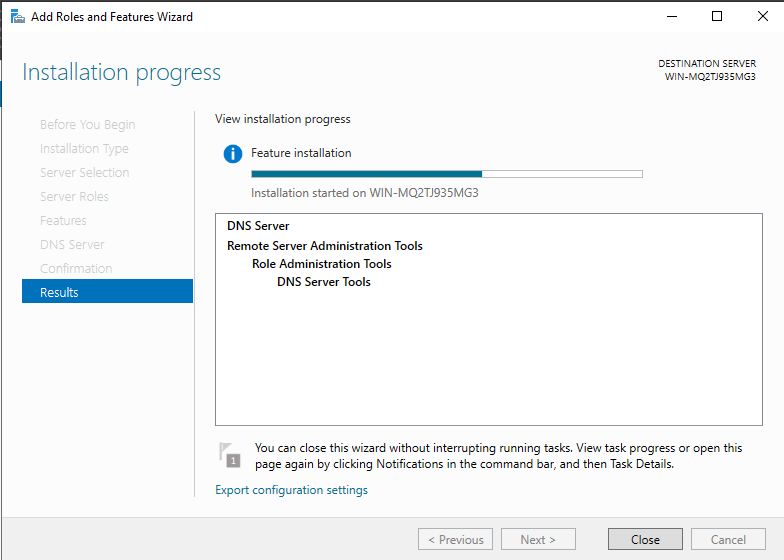 Add Roles and Features Wizard
Installation progress
DESTINATION SERVER
WIN-MQ2TJ935MG3
Before You Begin
Installation Type
Server Selection
Server Roles
Features
DNS Server
Confirmation
Results
View installation progress
Feature installation
Installation started on WIN-MQ2TJ935MG3
DNS Server
Remote Server Administration Tools
Role Administration Tools
DNS Server Tools
1
You can close this wizard without interrupting running tasks. View task progress or open this
page again by clicking Notifications in the command bar, and then Task Details.
Export configuration settings
< Previous
Next >
Close
Cancel